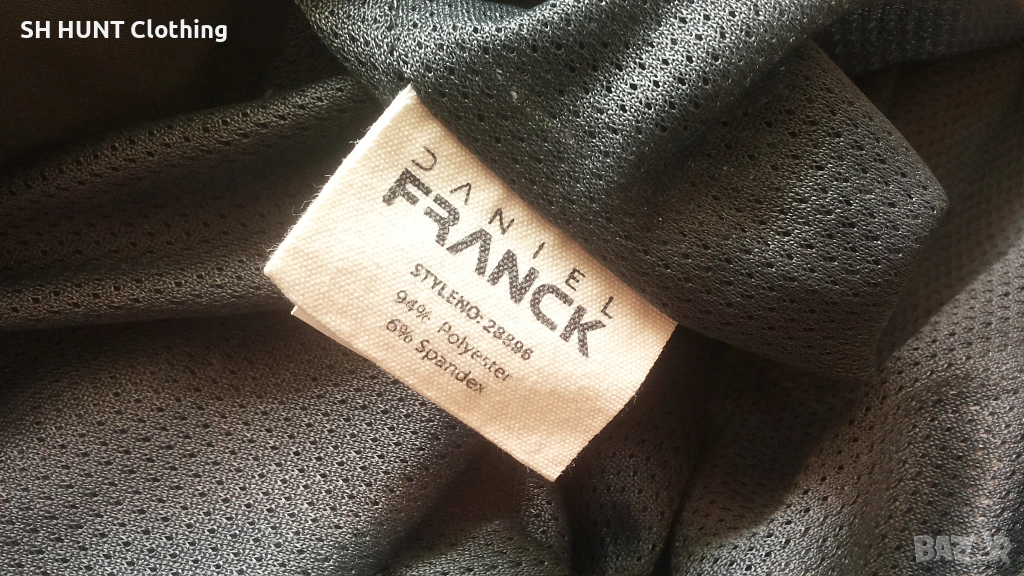 SH HUNT Clothing
DANIEL
FRANCK
STYLENO: 28886
94% Polyester
6% Spandex
BAZAR